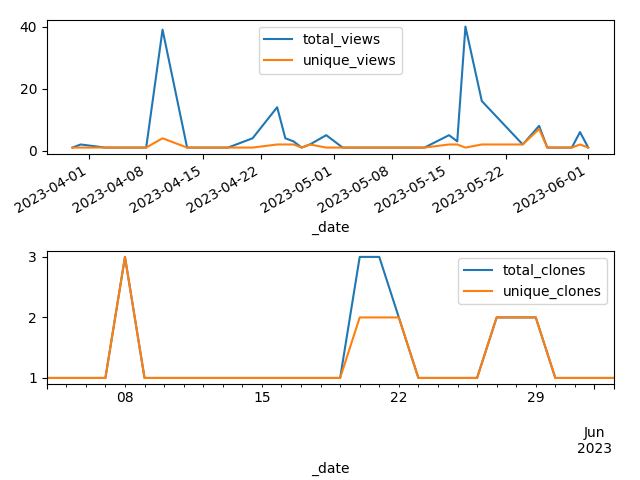 40
20
0
total_views
unique_views
2023-04-01
2023-04-08
2023-04-15
2023-04-22
2023-05-01
2023-05-08
2023-05-15
2023-05-22
2023-06-01
_date
3
2
1
total_clones
unique_clones
08
15
22
29
Jun
2023
_date